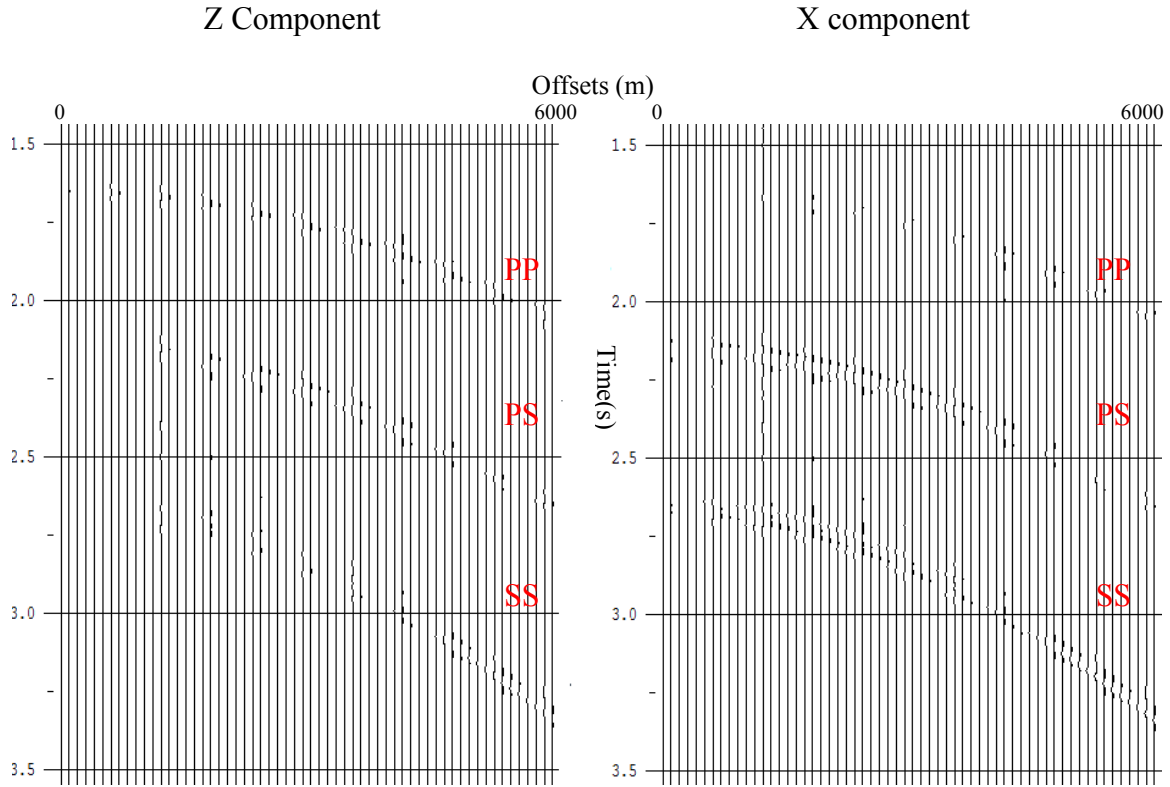 Z Component
X component
Offsets (m)
0
6000
0
6000
1.5
1.5
PP
PP
2.0
2.0
Time(s)
PS
PS
2.5
2.5
SS
SS
3.0
3.0
3.5
3.5